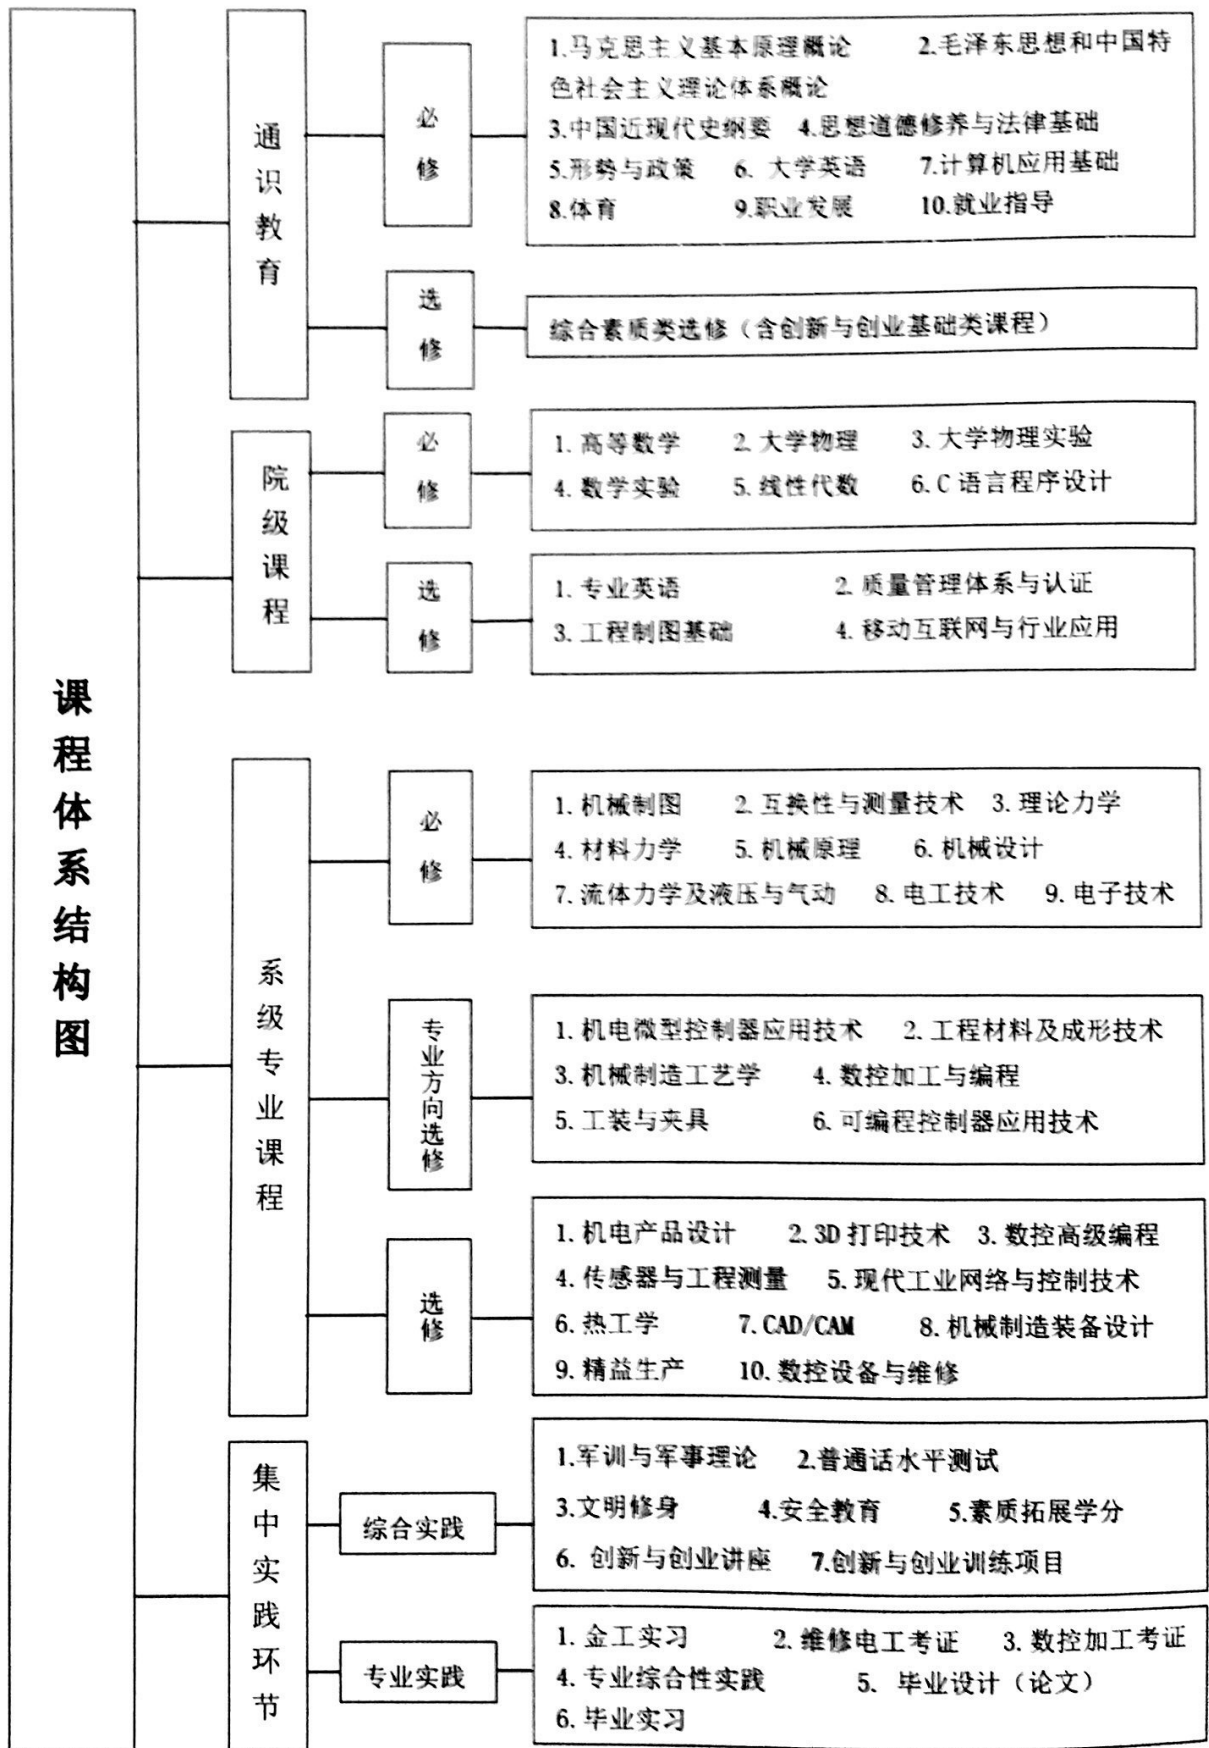 课程体系结构图
通识教育
必修
1.马克思主义基本原理概论 2.毛泽东思想和中国特
色社会主义理论体系概论
3.中国近现代史纲要 4.思想道德修养与法律基础
5.形势与政策 6. 大学英语 7.计算机应用基础
8.体育 9.职业发展 10.就业指导
选修
综合素质类选修（含创新与创业基础类课程）
院级课程
必修
1. 高等数学 2. 大学物理 3. 大学物理实验
4. 数学实验 5. 线性代数 6. C 语言程序设计
选修
1. 专业英语 2. 质量管理体系与认证
3. 工程制图基础 4. 移动互联网与行业应用
系级专业课程
必修
1. 机械制图 2. 互换性与测量技术 3. 理论力学
4. 材料力学 5. 机械原理 6. 机械设计
7. 流体力学及液压与气动 8. 电工技术 9. 电子技术
专业方向选修
1. 机电微型控制器应用技术 2. 工程材料及成形技术
3. 机械制造工艺学 4. 数控加工与编程
5. 工装与夹具 6. 可编程控制器应用技术
选修
1. 机电产品设计 2. 3D 打印技术 3. 数控高级编程
4. 传感器与工程测量 5. 现代工业网络与控制技术
6. 热工学 7. CAD/CAM 8. 机械制造装备设计
9. 精益生产 10. 数控设备与维修
集中实践环节
综合实践
1.军训与军事理论 2.普通话水平测试
3.文明修身 4.安全教育 5.素质拓展学分
6. 创新与创业讲座 7.创新与创业训练项目
专业实践
1. 金工实习 2. 维修电工考证 3. 数控加工考证
4. 专业综合性实践 5. 毕业设计（论文）
6. 毕业实习